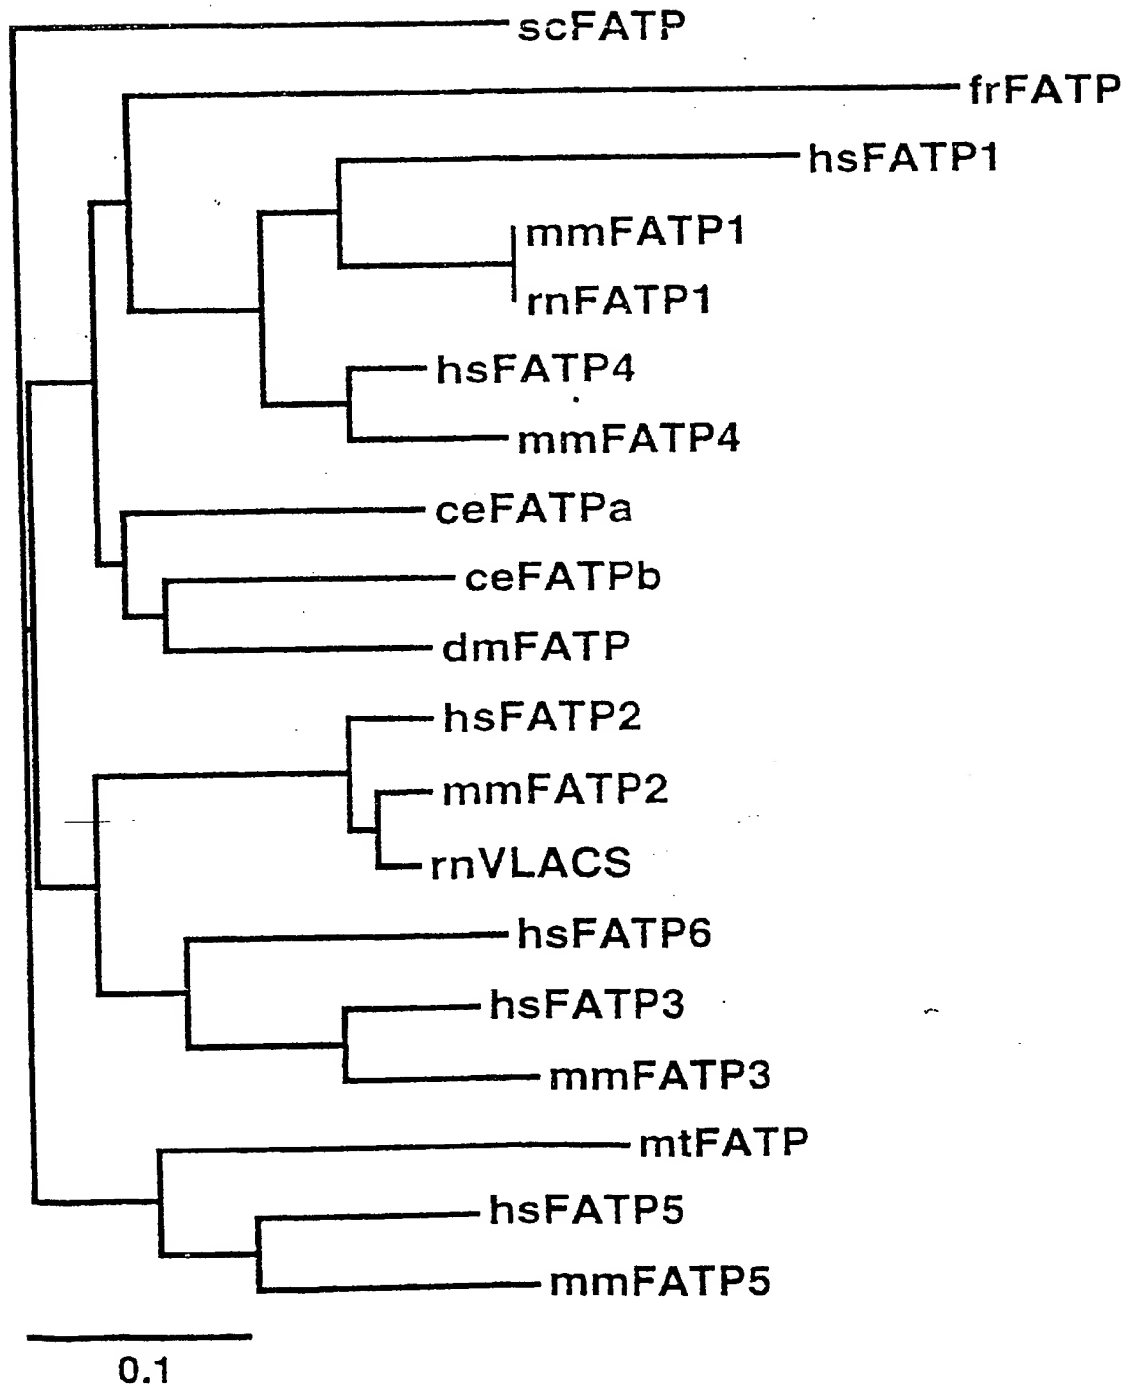 scFATP
frFATP
hsFATP1
mmFATP1
rnFATP1
hsFATP4
mmFATP4
ceFATPa
ceFATPb
dmFATP
hsFATP2
mmFATP2
rnVLACS
hsFATP6
hsFATP3
mmFATP3
mtFATP
hsFATP5
mmFATP5
0.1